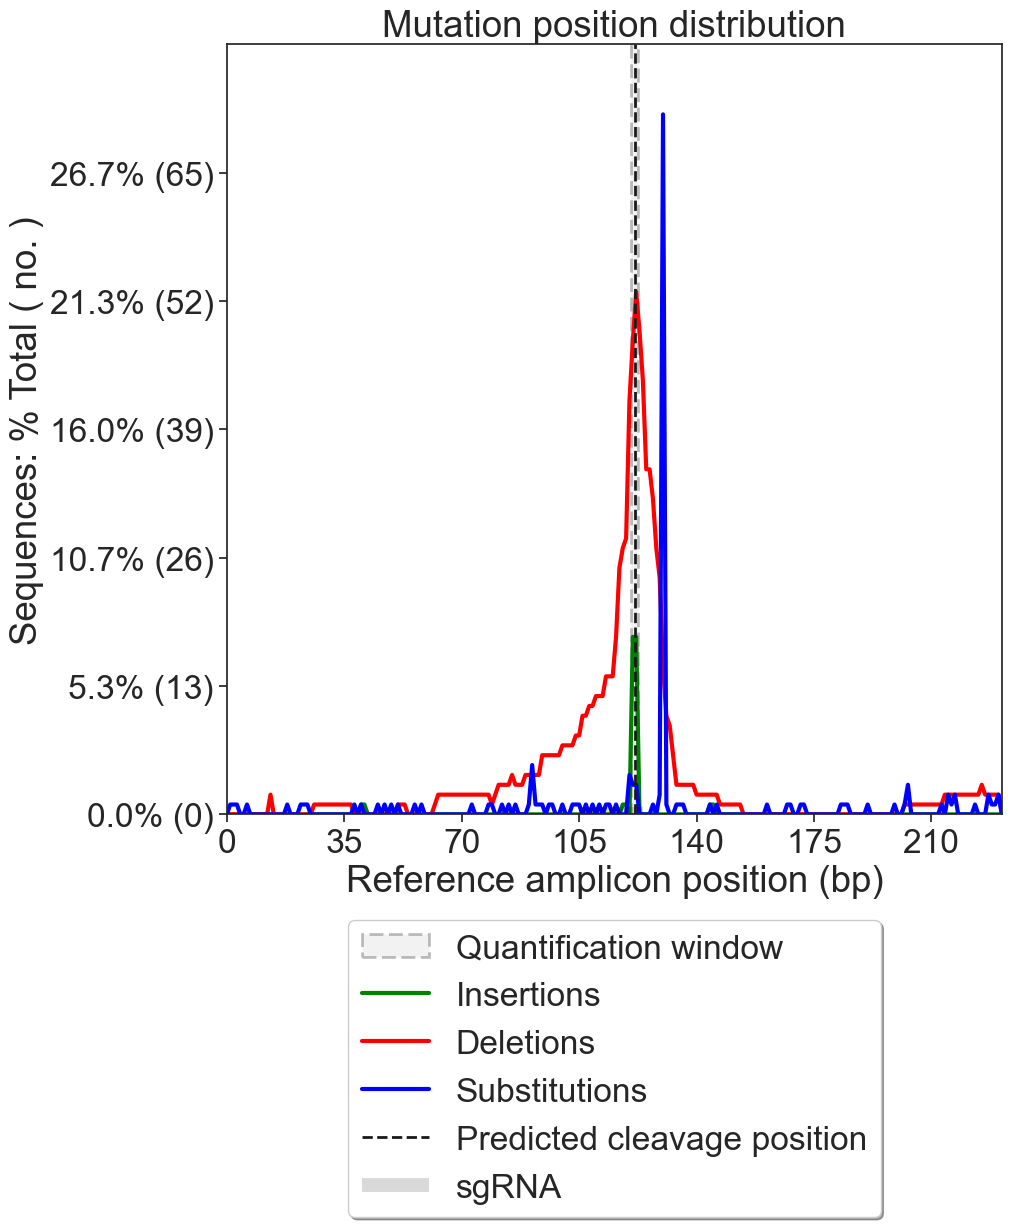 Mutation position distribution
Sequences: % Total ( no. )
26.7% (65)
21.3% (52)
16.0% (39)
10.7% (26)
5.3% (13)
0.0% (0)
0 35 70 105 140 175 210
Reference amplicon position (bp)
Quantification window
Insertions
Deletions
Substitutions
Predicted cleavage position
sgRNA